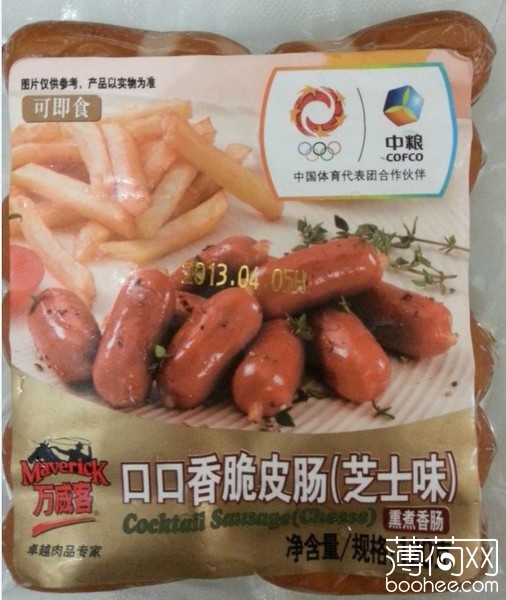 图片仅供参考，产品以实物为准
可即食
中粮
COFCO
中国体育代表团合作伙伴
2013.04 05W
Maverick
万威客
®
卓越肉品专家
口口香脆皮肠(芝士味)
Cocktail Sausage(Cheese)
熏煮香肠
净含量/规格
薄荷网
boohee.com